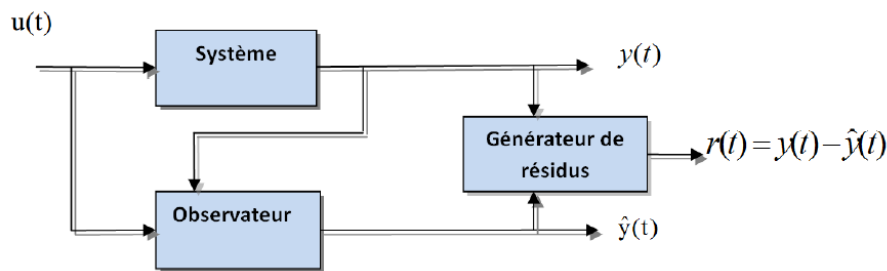 u(t)
Système
y(t)
Générateur de
résidus
r(t) = y(t) − ŷ(t)
Observateur
ŷ(t)